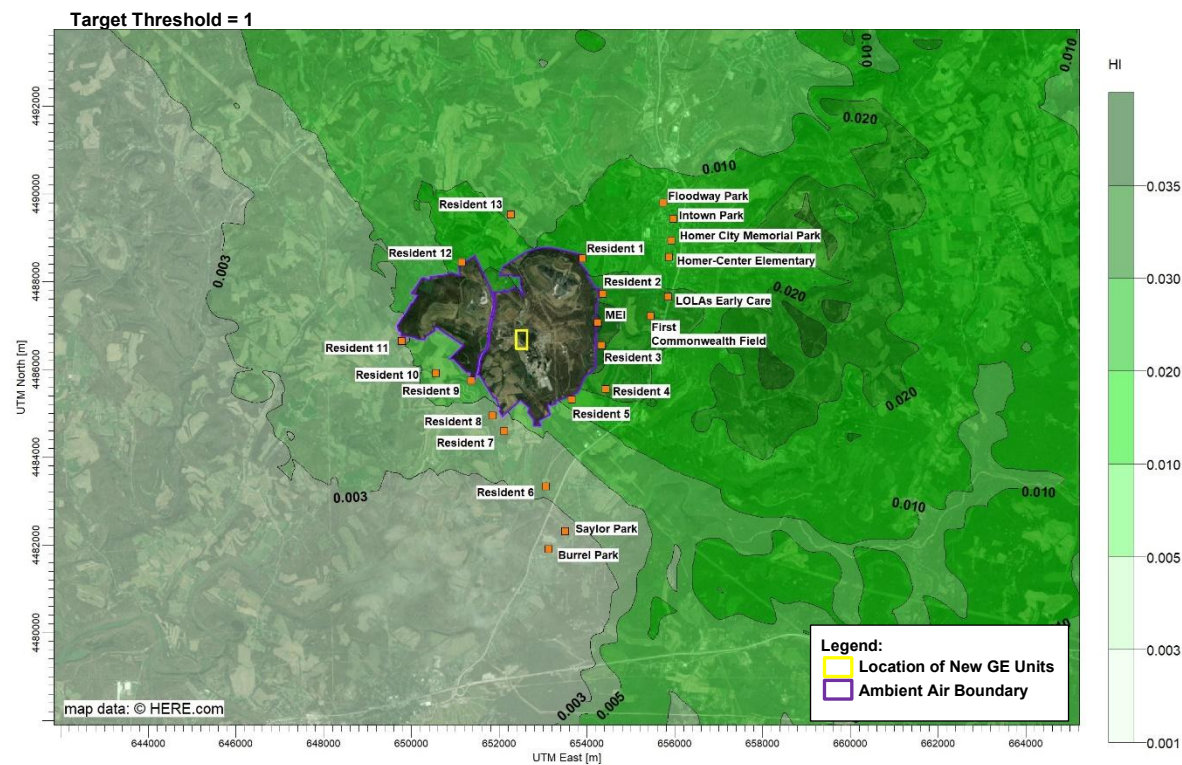 Target Threshold = 1
HI
0.035
0.030
0.020
0.010
0.005
0.003
0.001
UTM North [m]
4492000
4490000
4488000
4486000
4484000
4482000
4480000
0.010
0.010
0.020
0.010
0.003
0.020
0.020
0.003
0.010
0.010
0.003
0.005
Floodway Park
Intown Park
Homer City Memorial Park
Homer-Center Elementary
Resident 13
Resident 12
Resident 1
Resident 2
LOLAs Early Care
MEI
First
Commonwealth Field
Resident 11
Resident 3
Resident 10
Resident 9
Resident 4
Resident 5
Resident 8
Resident 7
Resident 6
Saylor Park
Burrel Park
Legend:
Location of New GE Units
Ambient Air Boundary
map data: © HERE.com
644000
646000
648000
650000
652000
654000
656000
658000
660000
662000
664000
UTM East [m]